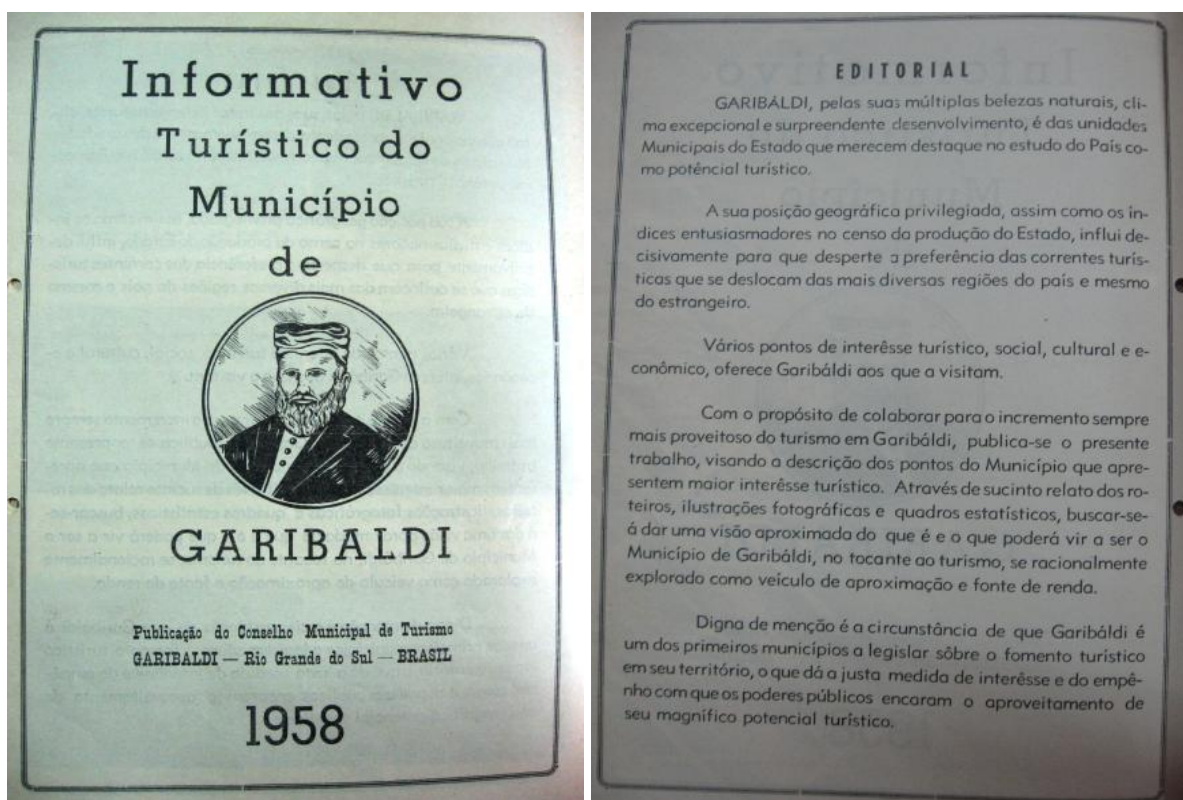 Informativo
Turístico do
Município
de
GARIBALDI
Publicação do Conselho Municipal de Turismo
GARIBALDI — Rio Grande do Sul — BRASIL
1958
EDITORIAL
GARIBÁLDI, pelas suas múltiplas belezas naturais, cli-
ma excepcional e surpreendente desenvolvimento, é das unidades
Municipais do Estado que merecem destaque no estudo do País co-
mo potêncial turístico.
A sua posição geográfica privilegiada, assim como os ín-
dices entusiasmadores no censo da produção do Estado, influi de-
cisivamente para que desperte a preferência das correntes turís-
ticas que se deslocam das mais diversas regiões do país e mesmo
do estrangeiro.
Vários pontos de interêsse turístico, social, cultural e e-
conômico, oferece Garibáldi aos que a visitam.
Com o propósito de colaborar para o incremento sempre
mais proveitoso do turismo em Garibáldi, publica-se o presente
trabalho, visando a descrição dos pontos do Município que apre-
sentem maior interêsse turístico. Através de sucinto relato dos ro-
teiros, ilustrações fotográficas e quadros estatísticos, buscar-se-
á dar uma visão aproximada do que é e o que poderá vir a ser o
Município de Garibáldi, no tocante ao turismo, se racionalmente
explorado como veículo de aproximação e fonte de renda.
Digna de menção é a circunstância de que Garibáldi é
um dos primeiros municípios a legislar sôbre o fomento turístico
em seu território, o que dá a justa medida de interêsse e do empê-
nho com que os poderes públicos encaram o aproveitamento de
seu magnífico potencial turístico.